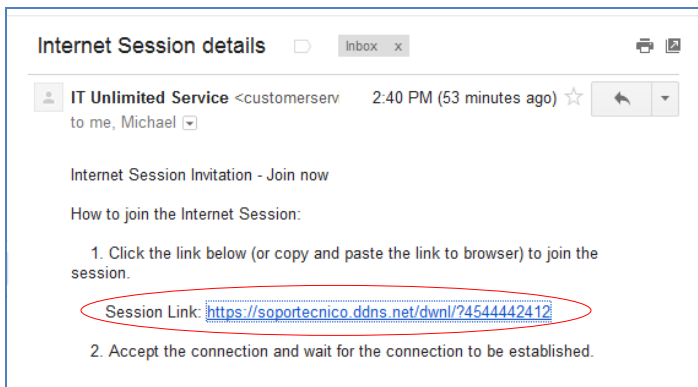 Internet Session details Inbox x
IT Unlimited Service <customerserv 2:40 PM (53 minutes ago)
to me, Michael
Internet Session Invitation - Join now
How to join the Internet Session:
1. Click the link below (or copy and paste the link to browser) to join the
session.
Session Link: https://soportecnico.ddns.net/dwnl/?4544442412
2. Accept the connection and wait for the connection to be established.